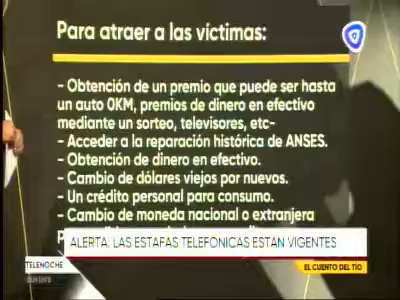 Para atraer a las victimas:
- Obtención de un premio que puede ser hasta
un auto 0KM, premios de dinero en efectivo
mediante un sorteo, televisores, etc-
- Acceder a la reparación histórica de ANSES.
- Obtención de dinero en efectivo.
- Cambio de dólares viejos por nuevos.
- Un crédito personal para consumo.
- Cambio de moneda nacional o extranjera
ALERTA: LAS ESTAFAS TELEFONICAS ESTAN VIGENTES
TELENOCHE
EL CUENTO DEL TÍO